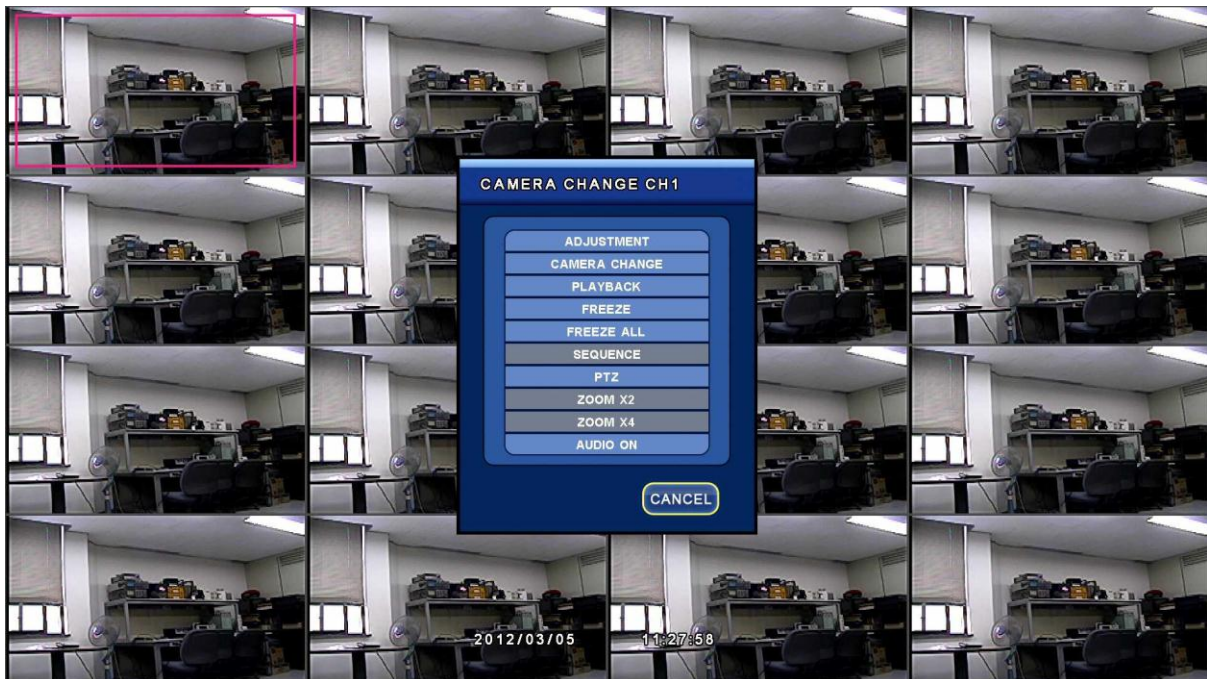 CAMERA CHANGE CH1
ADJUSTMENT
CAMERA CHANGE
PLAYBACK
FREEZE
FREEZE ALL
SEQUENCE
PTZ
ZOOM X2
ZOOM X4
AUDIO ON
CANCEL
2012/03/05 11:27:58